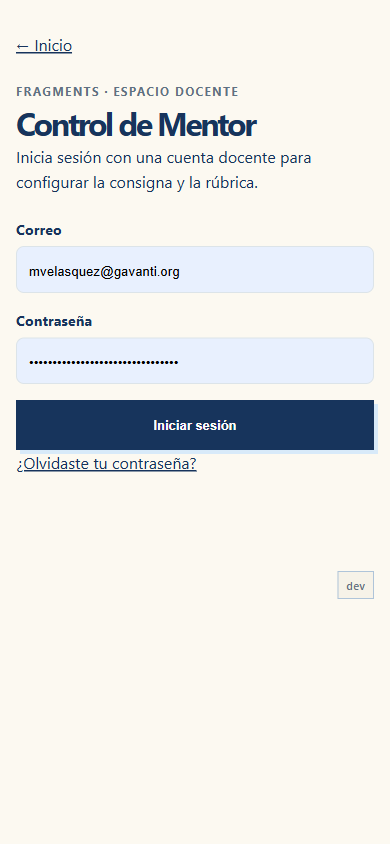 ← Inicio
FRAGMENTS · ESPACIO DOCENTE
Control de Mentor
Inicia sesión con una cuenta docente para
configurar la consigna y la rúbrica.
Correo
mvelasquez@gavanti.org
Contraseña
••••••••••••••••••••••••••••••••
Iniciar sesión
¿Olvidaste tu contraseña?
dev